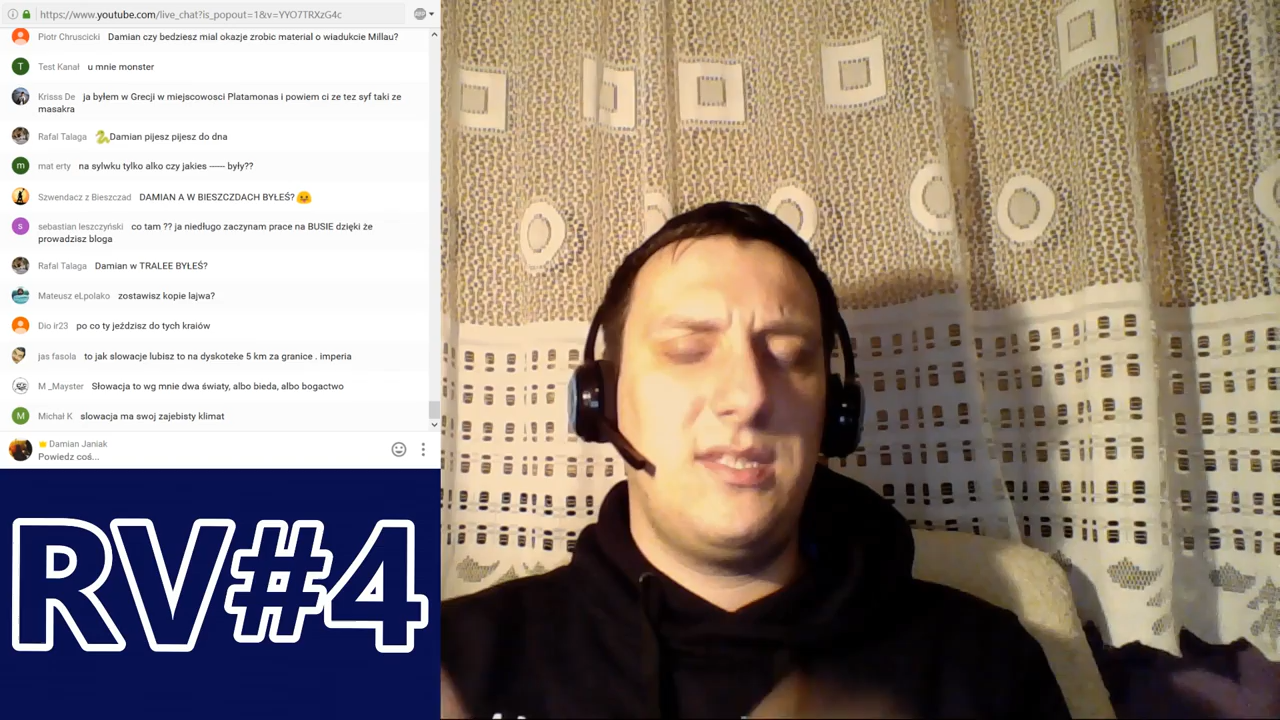 https://www.youtube.com/live_chat?is_popout=1&v=YYO7TRXzG4c
Piotr Chruscicki Damian czy bedziesz mial okazje zrobic material o wiadukcie Millau?
T
Test Kanał u mnie monster
Krisss De ja byłem w Grecji w miejscowosci Platamonas i powiem ci ze tez syf taki ze
masakra
Rafal Talaga 🐍Damian pijesz pijesz do dna
m
mat erty na sylwku tylko alko czy jakies —— były??
Szwendacz z Bieszczad DAMIAN A W BIESZCZDACH BYŁEŚ?
s
sebastian leszczyński co tam ?? ja niedługo zaczynam prace na BUSIE dzięki że
prowadzisz bloga
Rafal Talaga Damian w TRALEE BYŁEŚ?
Mateusz eLpolako zostawisz kopie lajwa?
Dio ir23 po co ty jeździsz do tych kraiów
jas fasola to jak slowacje lubisz to na dyskoteke 5 km za granice . imperia
M _Mayster Słowacja to wg mnie dwa światy, albo bieda, albo bogactwo
M
Michał K slowacja ma swoj zajebisty klimat
Damian Janiak
Powiedz coś...
RV#4